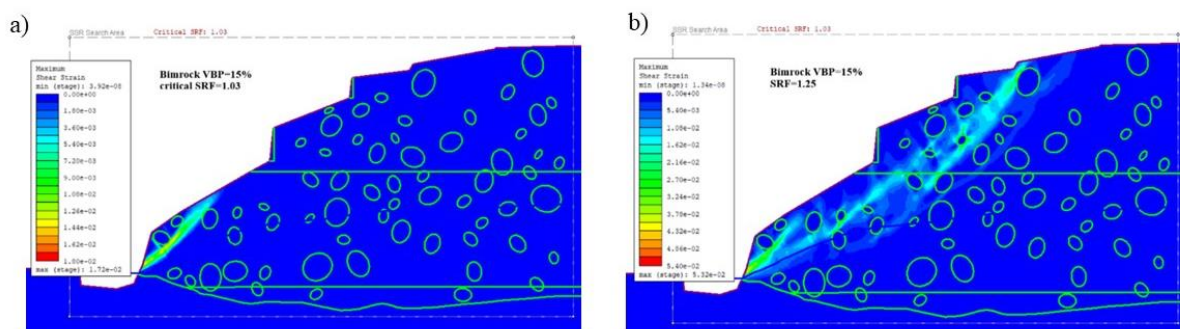 a)
SSR Search Area Critical SRF: 1.03
Bimrock VBP=15%
critical SRF=1.03
Maximum
Shear Strain
min (stage): 3.92e-08
0.00e+00
1.80e-03
3.60e-03
5.40e-03
7.20e-03
9.00e-03
1.08e-02
1.26e-02
1.44e-02
1.62e-02
1.80e-02
max (stage): 1.72e-02
b)
SSR Search Area Critical SRF: 1.03
Bimrock VBP=15%
SRF=1.25
Maximum
Shear Strain
min (stage): 1.34e-08
0.00e+00
5.40e-03
1.08e-02
1.62e-02
2.16e-02
2.70e-02
3.24e-02
3.78e-02
4.32e-02
4.86e-02
5.40e-02
max (stage): 5.32e-02